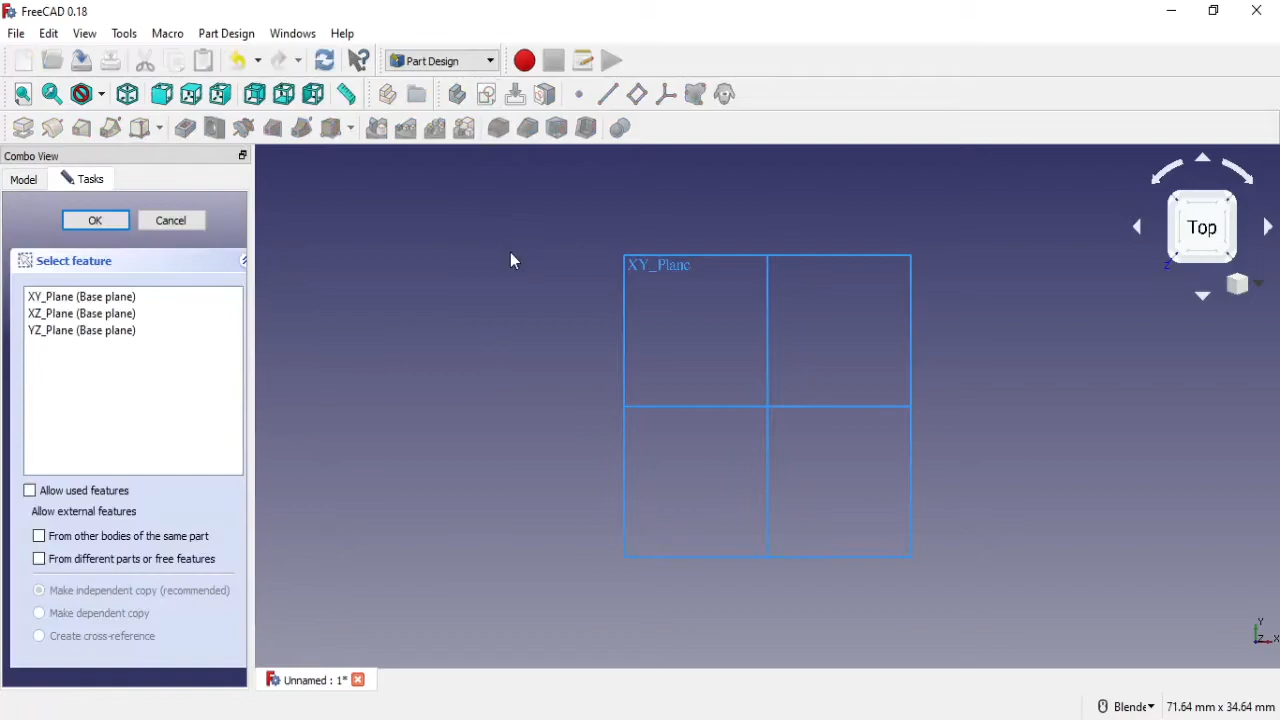 FreeCAD 0.18
File Edit View Tools Macro Part Design Windows Help
Part Design
Combo View
Model Tasks
OK Cancel
Select feature
XY_Plane (Base plane)
XZ_Plane (Base plane)
YZ_Plane (Base plane)
Allow used features
Allow external features
From other bodies of the same part
From different parts or free features
Make independent copy (recommended)
Make dependent copy
Create cross-reference
XY_Plane
Top
Z
Y
Z X
Unnamed : 1*
Blende 71.64 mm x 34.64 mm